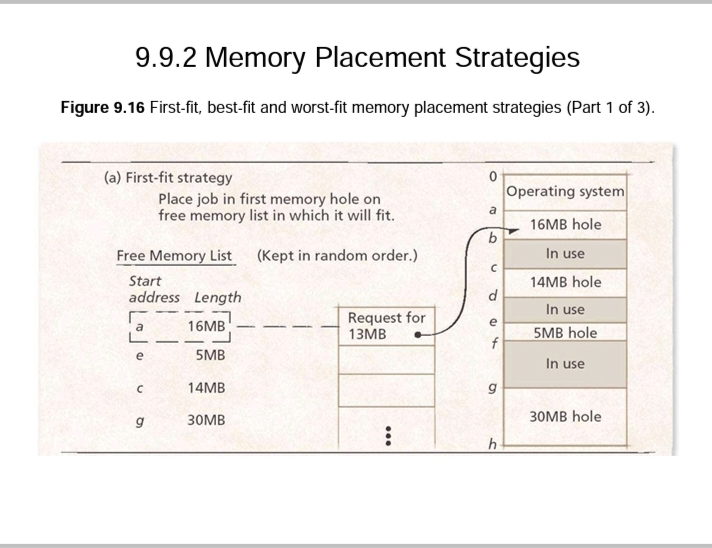 9.9.2 Memory Placement Strategies
Figure 9.16 First-fit, best-fit and worst-fit memory placement strategies (Part 1 of 3).
(a) First-fit strategy
Place job in first memory hole on
free memory list in which it will fit.
Free Memory List (Kept in random order.)
Start
address Length
a 16MB
e 5MB
c 14MB
g 30MB
Request for
13MB
0
Operating system
a
16MB hole
b
In use
c
14MB hole
d
In use
e
5MB hole
f
In use
g
30MB hole
h